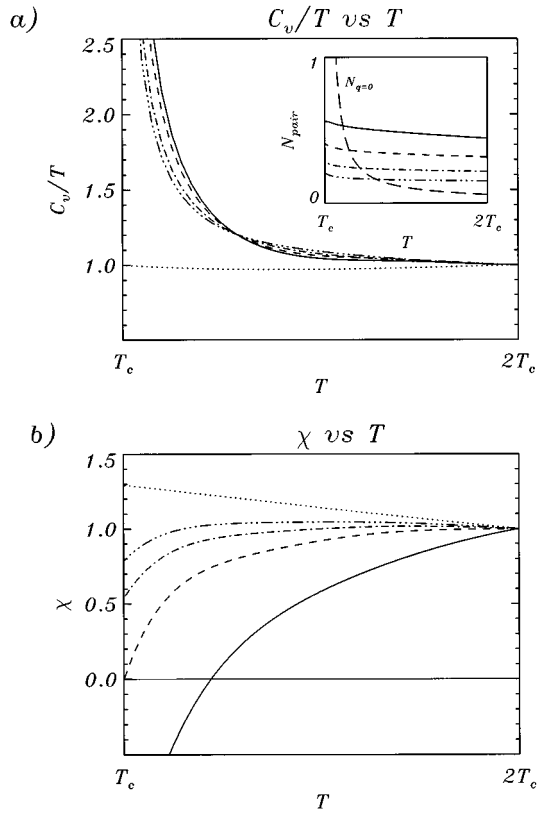 a)
C_v/T vs T
2.5
2.0
1.5
1.0
C_v/T
T_c
T
2T_c
1
0
N_pair
N_{q=0}
T_c
T
2T_c
b)
χ vs T
1.5
1.0
0.5
0.0
χ
T_c
T
2T_c